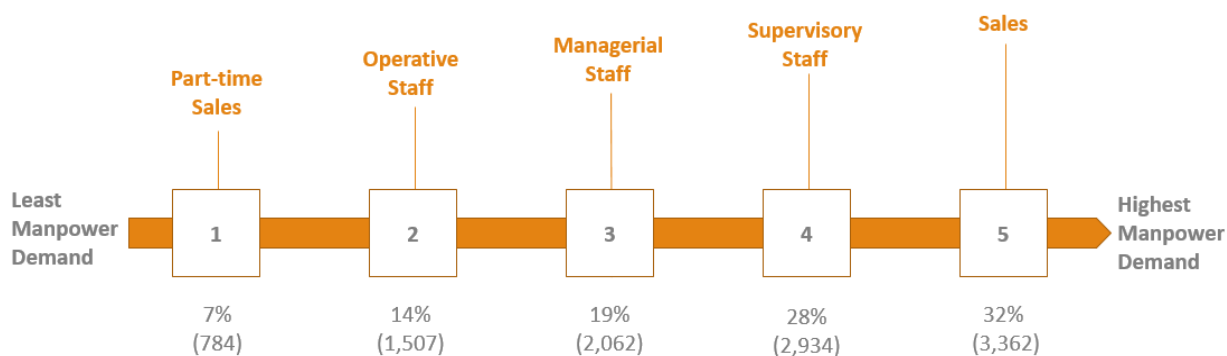 Part-time
Sales
Operative
Staff
Managerial
Staff
Supervisory
Staff
Sales
Least
Manpower
Demand
1
2
3
4
5
Highest
Manpower
Demand
7%
(784)
14%
(1,507)
19%
(2,062)
28%
(2,934)
32%
(3,362)